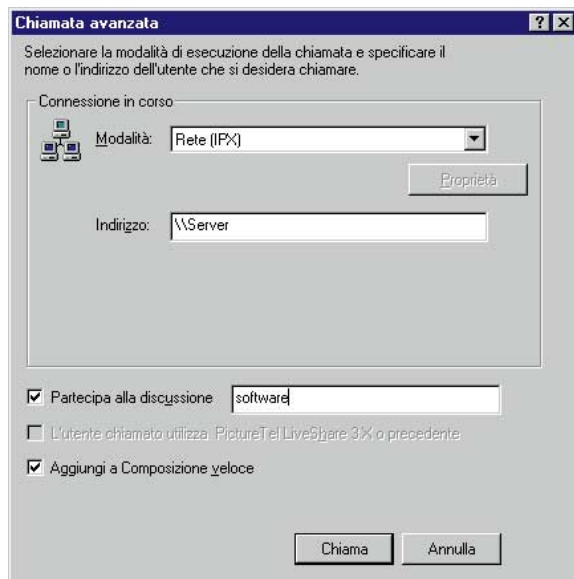 Chiamata avanzata
Selezionare la modalità di esecuzione della chiamata e specificare il
nome o l'indirizzo dell'utente che si desidera chiamare.
Connessione in corso
Modalità: Rete (IPX)
Proprietà
Indirizzo: \\Server
Partecipa alla discussione software
L'utente chiamato utilizza PictureTel LiveShare 3.X o precedente
Aggiungi a Composizione veloce
Chiama Annulla